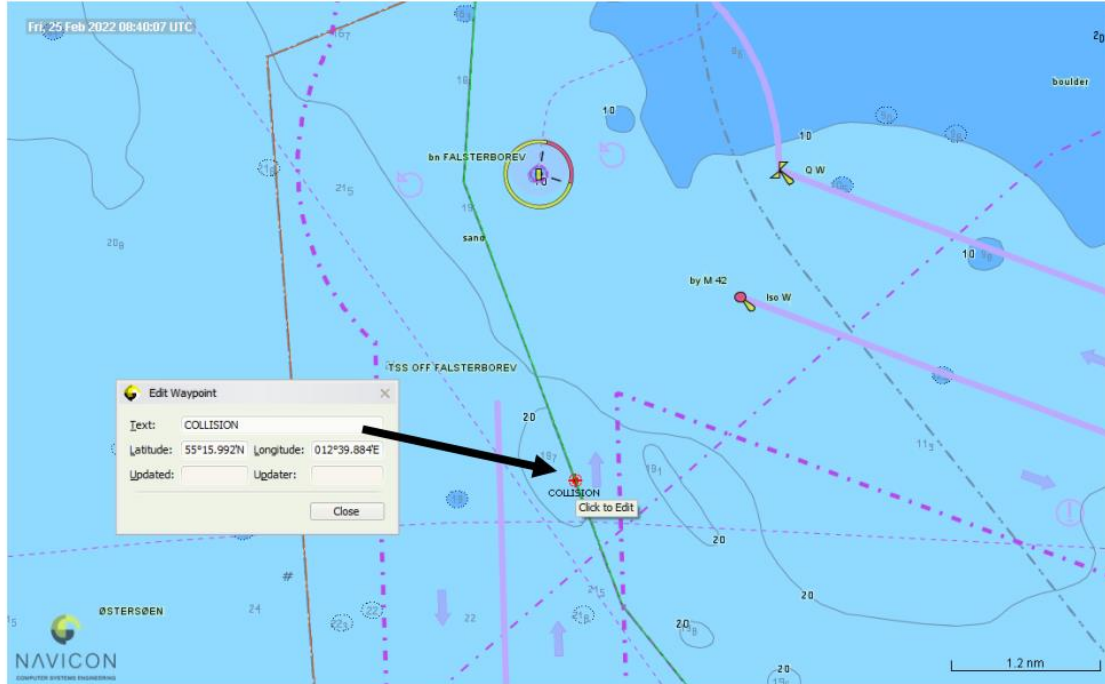 Fri, 25 Feb 2022 08:40:07 UTC
boulder
10
10
bn FALSTERBOREV
Q W
sand
10
by M 42
Iso W
TSS OFF FALSTERBOREV
Edit Waypoint
Text: COLLISION
Latitude: 55°15.992'N Longitude: 012°39.884'E
Updated: Updater:
Close
20
COLLISION
Click to Edit
20
20
ØSTERSØEN
24
22
20
20
NAVICON
COMPUTER SYSTEMS ENGINEERING
1.2 nm